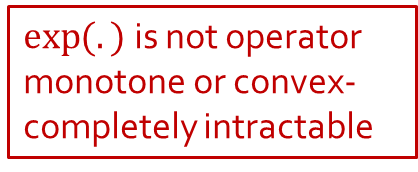 exp(.) is not operator
monotone or convex-
completely intractable